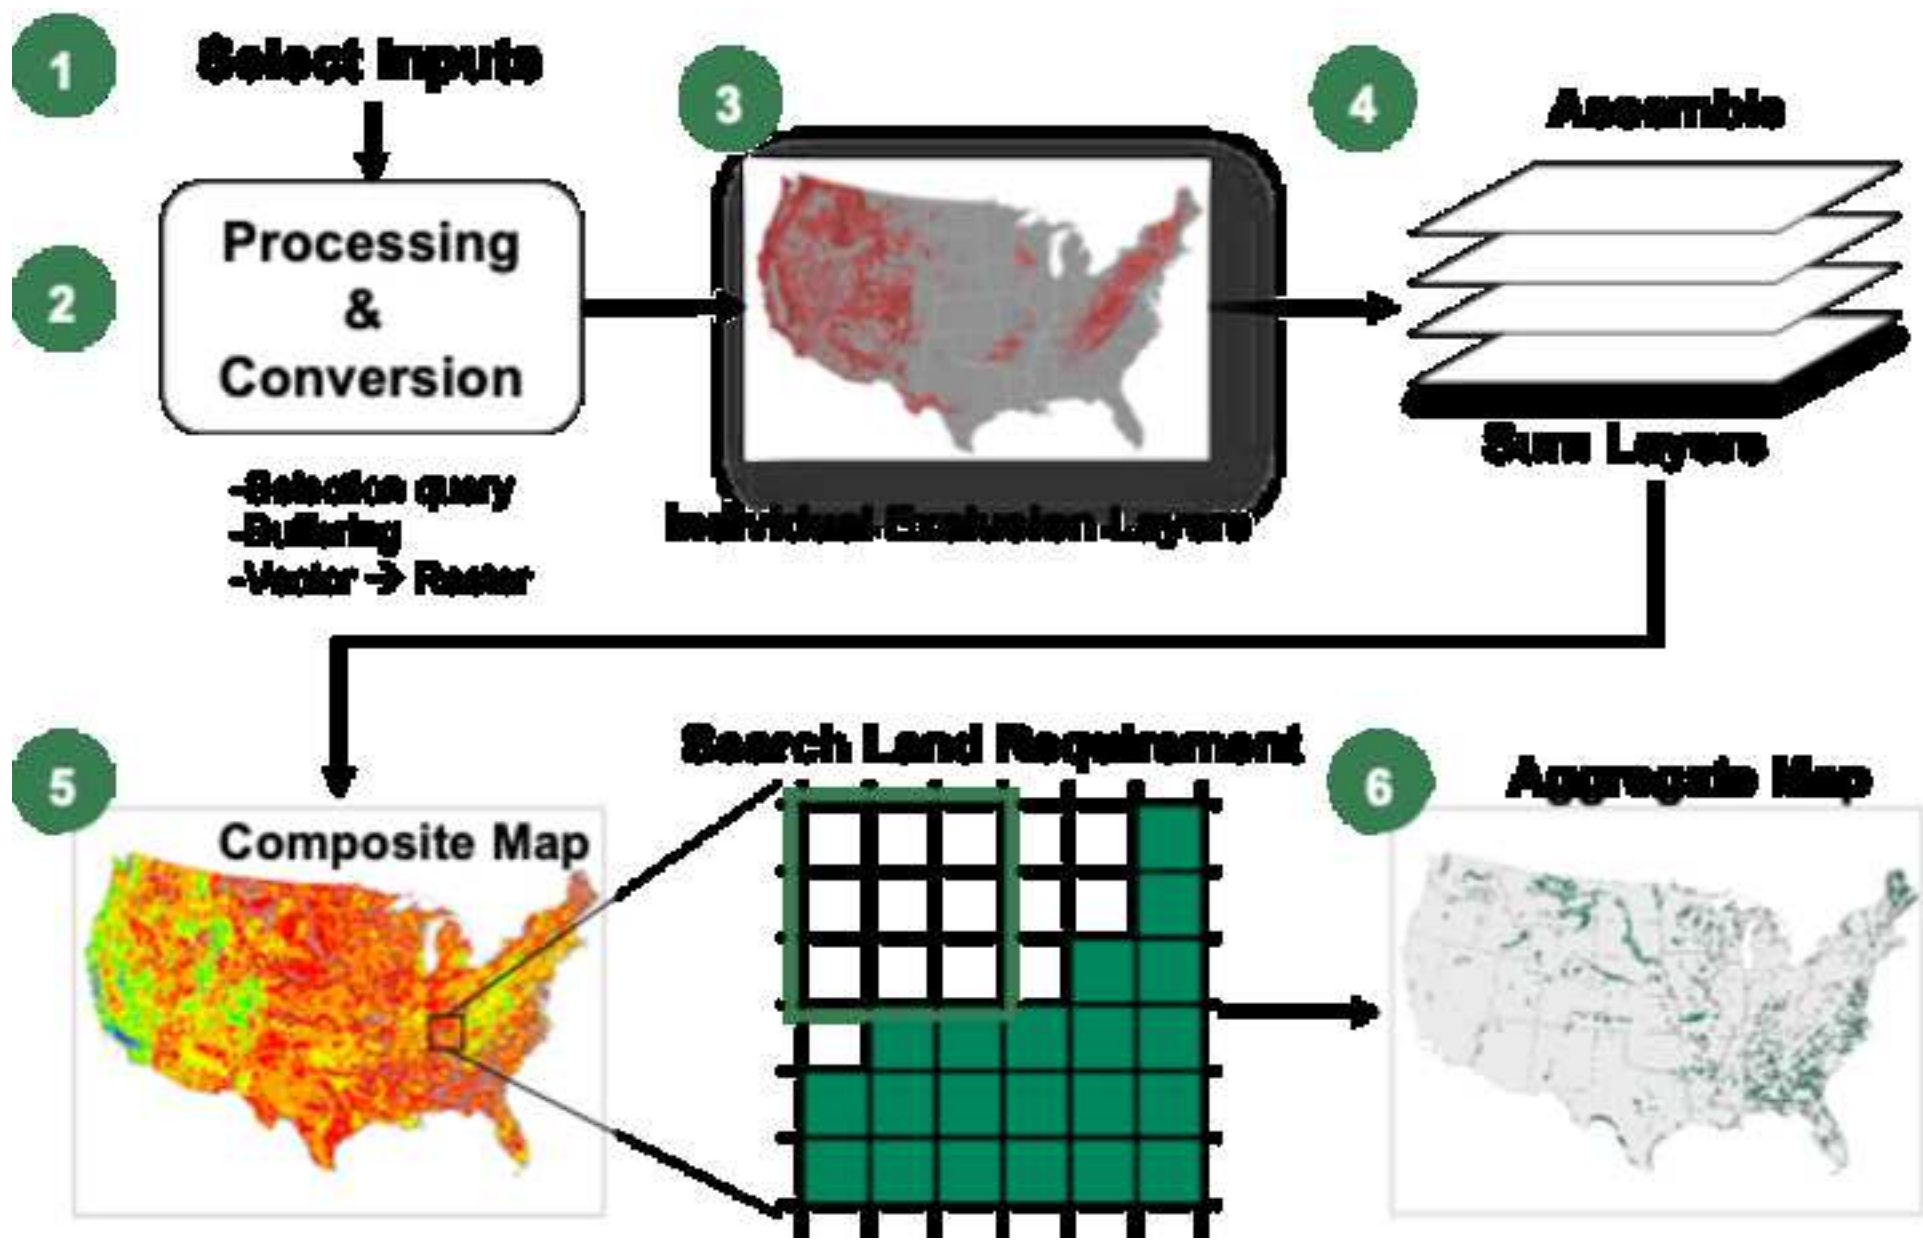 1
Select Inputs
2
Processing
&
Conversion
-Selection query
-Buffering
-Vector → Raster
3
Individual Exclusion Layers
4
Assemble
Sum Layers
5
Composite Map
Search Land Requirement
6
Aggregate Map